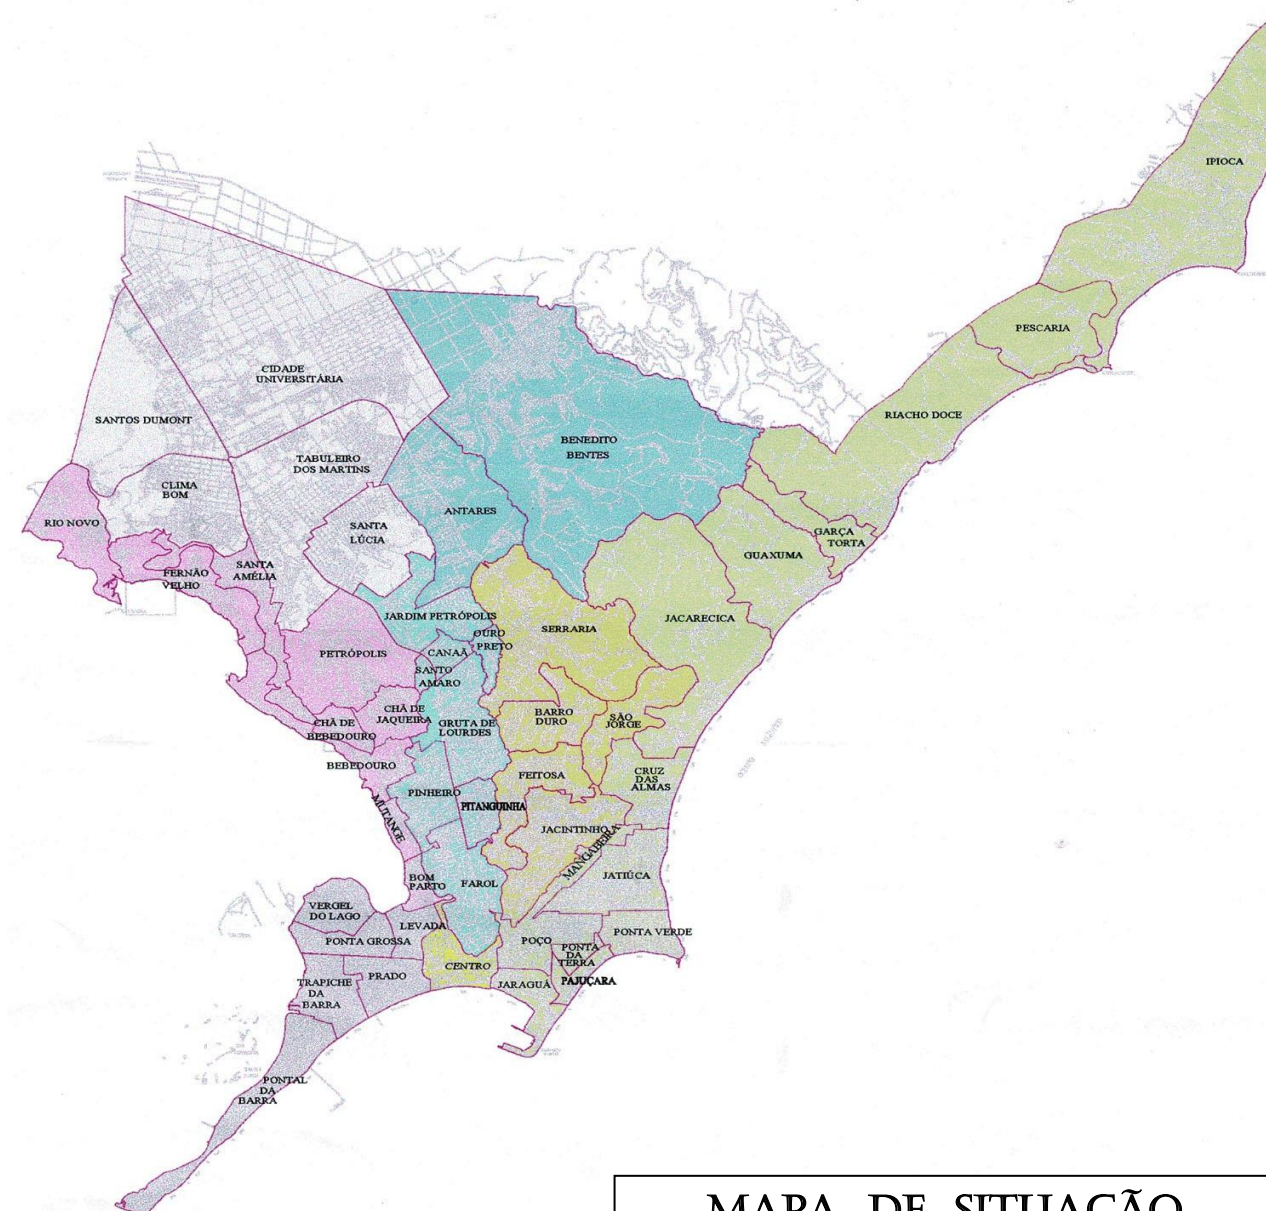 IPIOCA
PESCARIA
RIACHO DOCE
CIDADE
UNIVERSITÁRIA
SANTOS DUMONT
BENEDITO
BENTES
TABULEIRO
DOS MARTINS
CLIMA
BOM
ANTARES
RIO NOVO
SANTA
LÚCIA
GARÇA
TORTA
GUAXUMA
SANTA
AMÉLIA
FERNÃO
VELHO
JARDIM PETRÓPOLIS
JACARECICA
SERRARIA
OURO
PRETO
CANAÃ
PETRÓPOLIS
SANTO
AMARO
CHÃ DE
JAQUEIRA
BARRO
DURO
SÃO
JORGE
CHÃ DE
BEBEDOURO
GRUTA DE
LOURDES
BEBEDOURO
FEITOSA
CRUZ
DAS
ALMAS
PINHEIRO
PITANGUINHA
MUTANGE
JACINTINHO
MANGABEIRA
JATIÚCA
BOM
PARTO
FAROL
VERGEL
DO LAGO
LEVADA
PONTA GROSSA
POÇO
PONTA VERDE
PONTA
DA
TERRA
CENTRO
PRADO
TRAPICHE
DA
BARRA
JARAGUÁ
PAJUÇARA
PONTAL
DA
BARRA
MAPA DE SITUAÇÃO